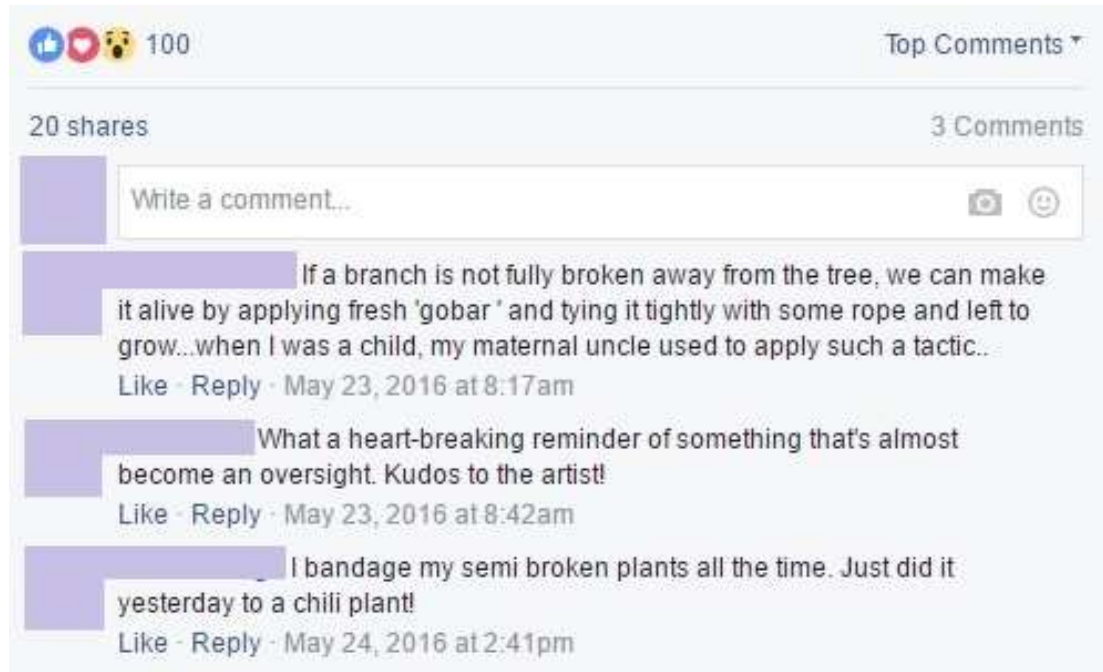 100 Top Comments
20 shares 3 Comments
Write a comment...
If a branch is not fully broken away from the tree, we can make
it alive by applying fresh 'gobar ' and tying it tightly with some rope and left to
grow...when I was a child, my maternal uncle used to apply such a tactic..
Like · Reply · May 23, 2016 at 8:17am
What a heart-breaking reminder of something that's almost
become an oversight. Kudos to the artist!
Like · Reply · May 23, 2016 at 8:42am
I bandage my semi broken plants all the time. Just did it
yesterday to a chili plant!
Like · Reply · May 24, 2016 at 2:41pm